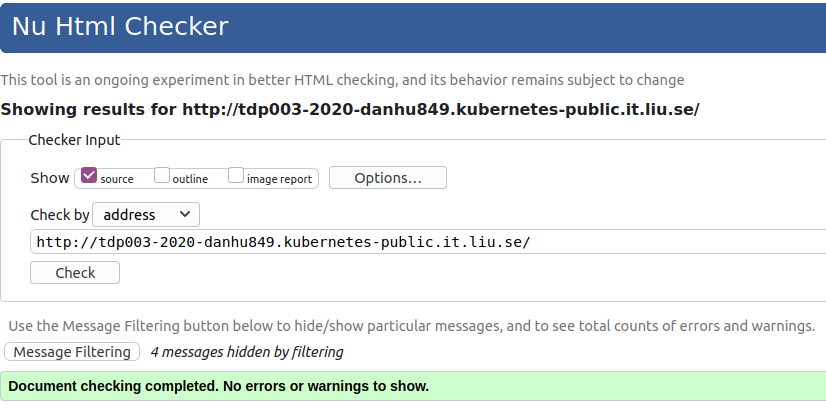 Nu Html Checker
This tool is an ongoing experiment in better HTML checking, and its behavior remains subject to change
Showing results for http://tdp003-2020-danhu849.kubernetes-public.it.liu.se/
Checker Input
Show source outline image report Options...
Check by address
http://tdp003-2020-danhu849.kubernetes-public.it.liu.se/
Check
Use the Message Filtering button below to hide/show particular messages, and to see total counts of errors and warnings.
Message Filtering 4 messages hidden by filtering
Document checking completed. No errors or warnings to show.